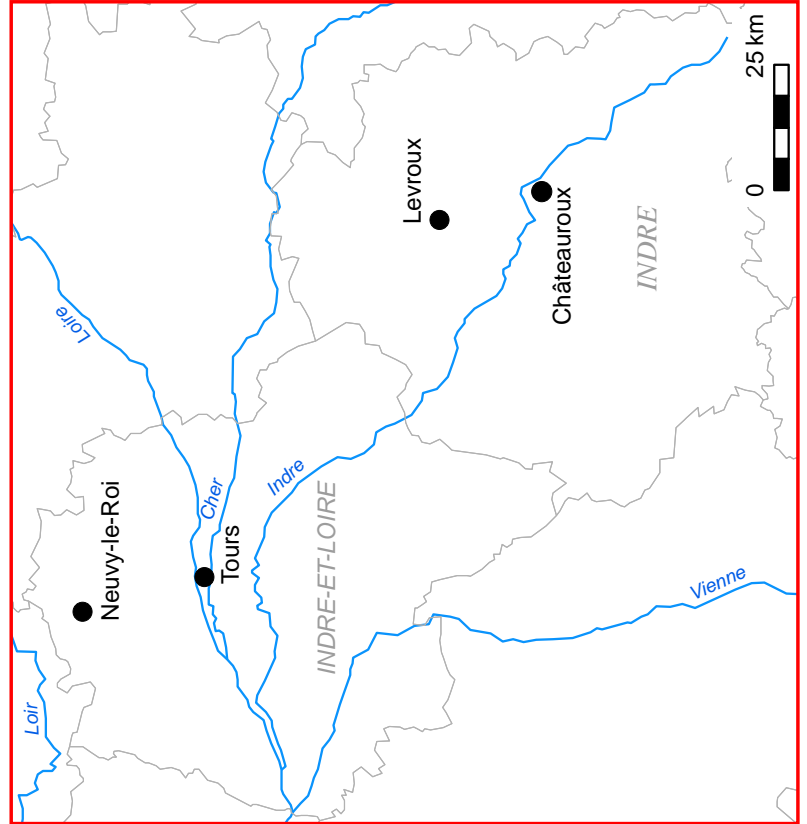 Loir
Neuvy-le-Roi
Loire
Cher
Tours
Indre
INDRE-ET-LOIRE
Vienne
Levroux
Châteauroux
INDRE
0 25 km